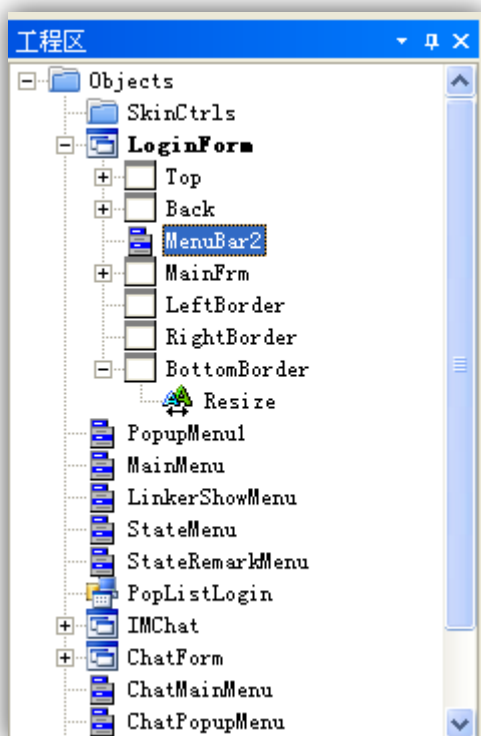 工程区
Objects
SkinCtrls
LoginForm
Top
Back
MenuBar2
MainFrm
LeftBorder
RightBorder
BottomBorder
Resize
PopupMenu1
MainMenu
LinkerShowMenu
StateMenu
StateRemarkMenu
PopListLogin
IMChat
ChatForm
ChatMainMenu
ChatPopupMenu